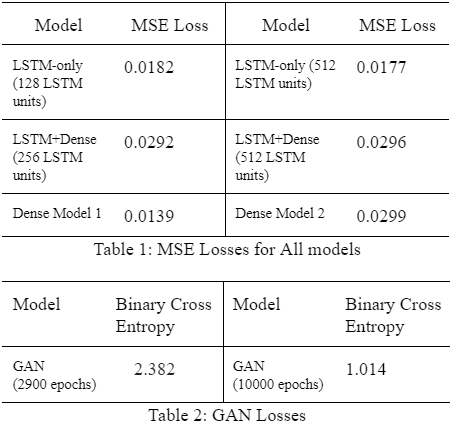 Model MSE Loss Model MSE Loss
LSTM-only
(128 LSTM
units)
0.0182
LSTM-only (512
LSTM units)
0.0177
LSTM+Dense
(256 LSTM
units)
0.0292
LSTM+Dense
(512 LSTM
units)
0.0296
Dense Model 1 0.0139 Dense Model 2 0.0299
Table 1: MSE Losses for All models
Model
Binary Cross
Entropy
Model
Binary Cross
Entropy
GAN
(2900 epochs)
2.382
GAN
(10000 epochs)
1.014
Table 2: GAN Losses